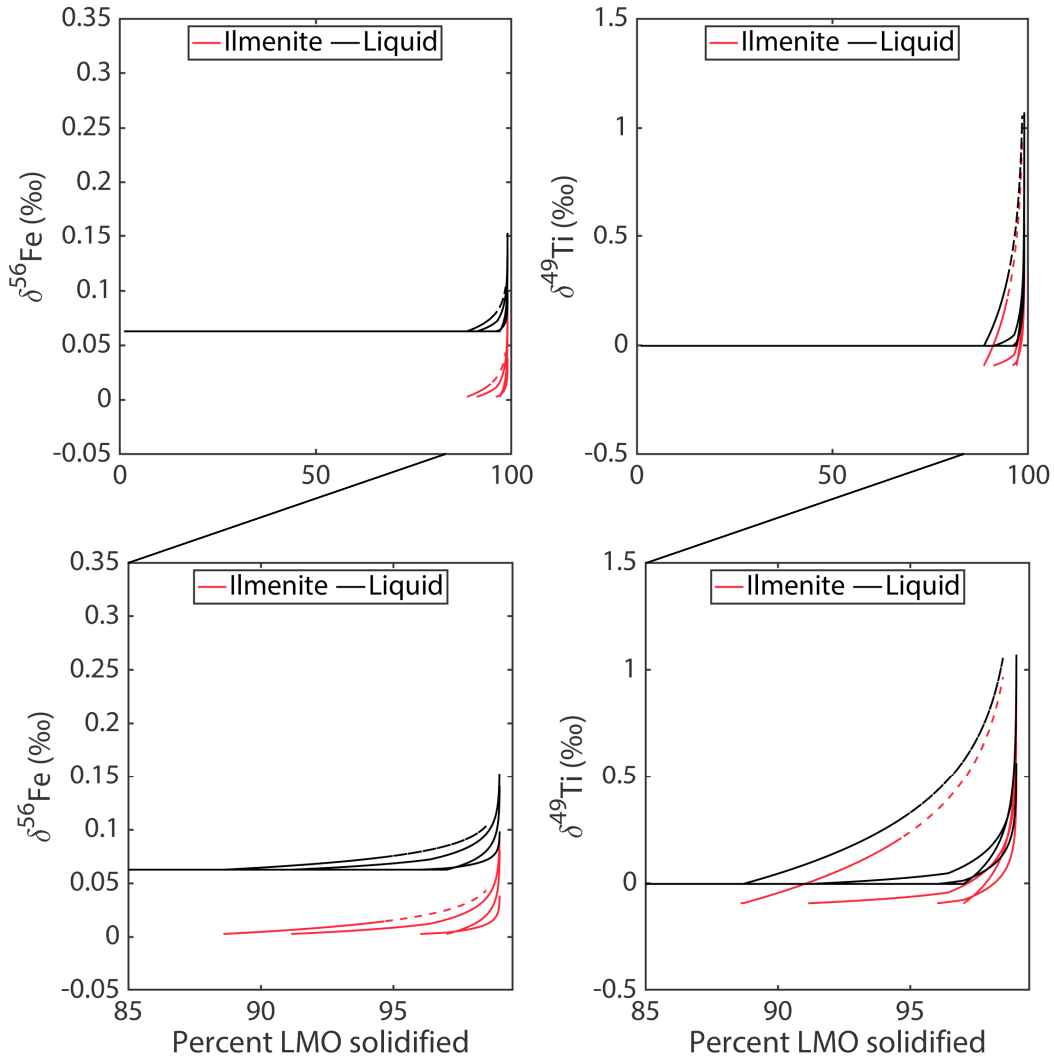 0.35
0.3
0.25
0.2
0.15
0.1
0.05
0
-0.05
δ56Fe (‰)
Ilmenite Liquid
0 50 100
1.5
1
0.5
0
-0.5
δ49Ti (‰)
Ilmenite Liquid
0 50 100
0.35
0.3
0.25
0.2
0.15
0.1
0.05
0
-0.05
δ56Fe (‰)
Ilmenite Liquid
85 90 95
Percent LMO solidified
1.5
1
0.5
0
-0.5
δ49Ti (‰)
Ilmenite Liquid
85 90 95
Percent LMO solidified